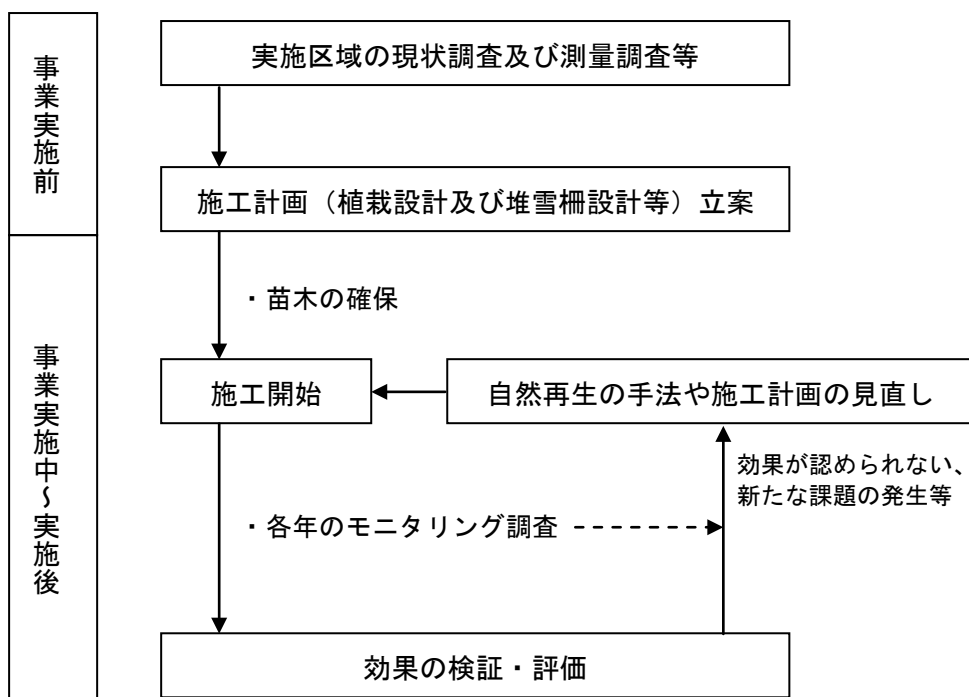 事業実施前
実施区域の現状調査及び測量調査等
施工計画（植栽設計及び堆雪柵設計等）立案
事業実施中～実施後
・苗木の確保
施工開始
自然再生の手法や施工計画の見直し
効果が認められない、
新たな課題の発生等
・各年のモニタリング調査
効果の検証・評価